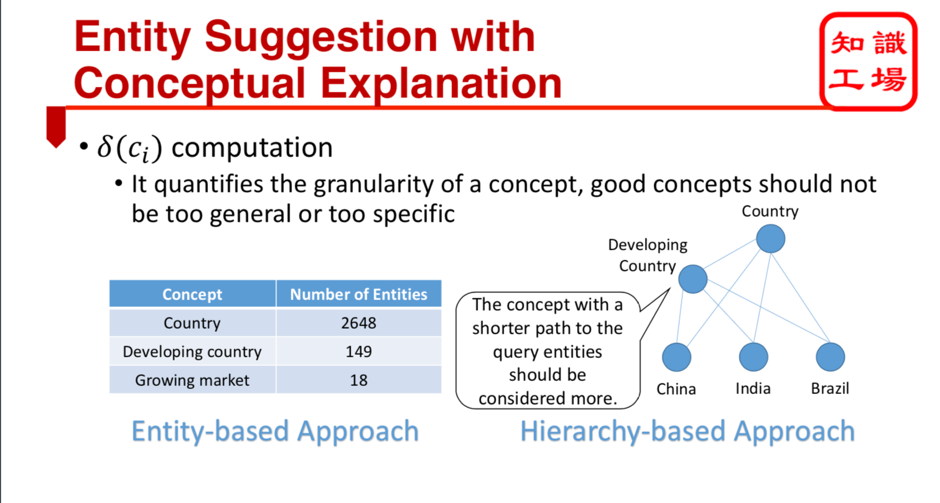 Entity Suggestion with
Conceptual Explanation
知識
工場
• δ(cᵢ) computation
• It quantifies the granularity of a concept, good concepts should not
be too general or too specific
Concept Number of Entities
Country 2648
Developing country 149
Growing market 18
Entity-based Approach
Country
Developing
Country
The concept with a
shorter path to the
query entities
should be
considered more.
China India Brazil
Hierarchy-based Approach